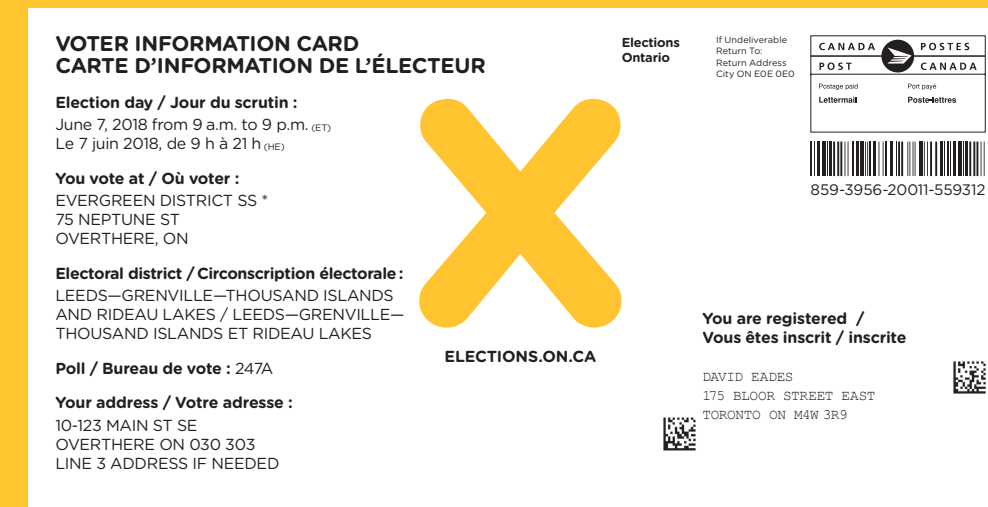 VOTER INFORMATION CARD
CARTE D’INFORMATION DE L’ÉLECTEUR
Election day / Jour du scrutin :
June 7, 2018 from 9 a.m. to 9 p.m. (ET)
Le 7 juin 2018, de 9 h à 21 h (HE)
You vote at / Où voter :
EVERGREEN DISTRICT SS *
75 NEPTUNE ST
OVERTHERE, ON
Electoral district / Circonscription électorale :
LEEDS—GRENVILLE—THOUSAND ISLANDS
AND RIDEAU LAKES / LEEDS—GRENVILLE—
THOUSAND ISLANDS ET RIDEAU LAKES
Poll / Bureau de vote : 247A
Your address / Votre adresse :
10-123 MAIN ST SE
OVERTHERE ON 030 303
LINE 3 ADDRESS IF NEEDED
ELECTIONS.ON.CA
Elections
Ontario
If Undeliverable
Return To:
Return Address
City ON E0E 0E0
CANADA POSTES
POST CANADA
Postage paid Port payé
Lettermail Poste-lettres
859-3956-20011-559312
You are registered /
Vous êtes inscrit / inscrite
DAVID EADES
175 BLOOR STREET EAST
TORONTO ON M4W 3R9